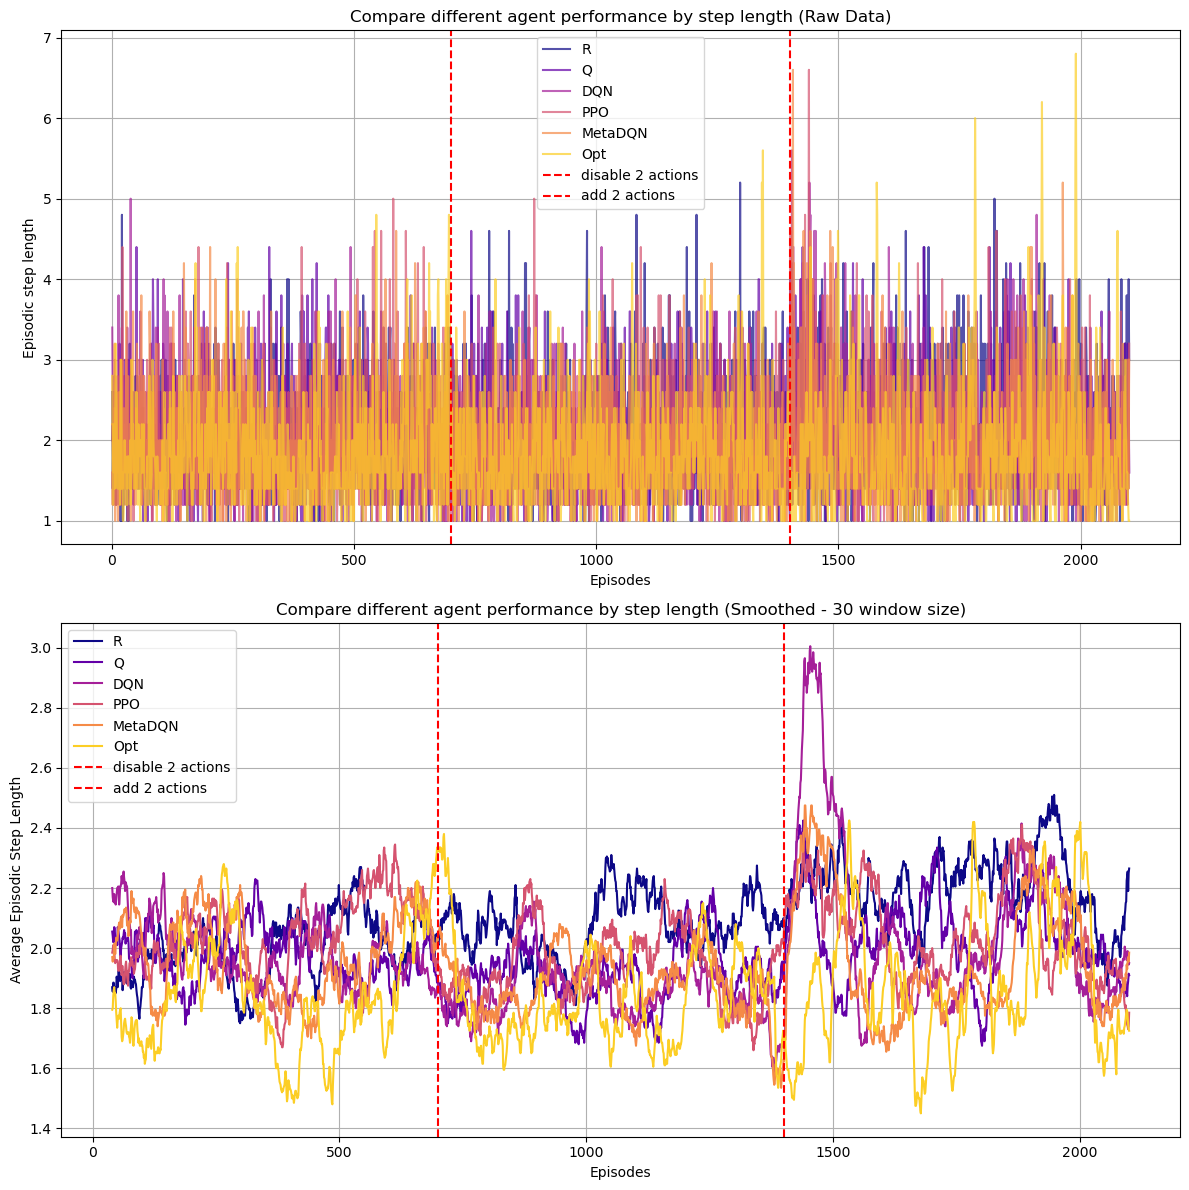 Compare different agent performance by step length (Raw Data)
7
6
5
4
3
2
1
Episodic step length
R
Q
DQN
PPO
MetaDQN
Opt
disable 2 actions
add 2 actions
0 500 1000 1500 2000
Episodes
Compare different agent performance by step length (Smoothed - 30 window size)
3.0
2.8
2.6
2.4
2.2
2.0
1.8
1.6
1.4
Average Episodic Step Length
R
Q
DQN
PPO
MetaDQN
Opt
disable 2 actions
add 2 actions
0 500 1000 1500 2000
Episodes